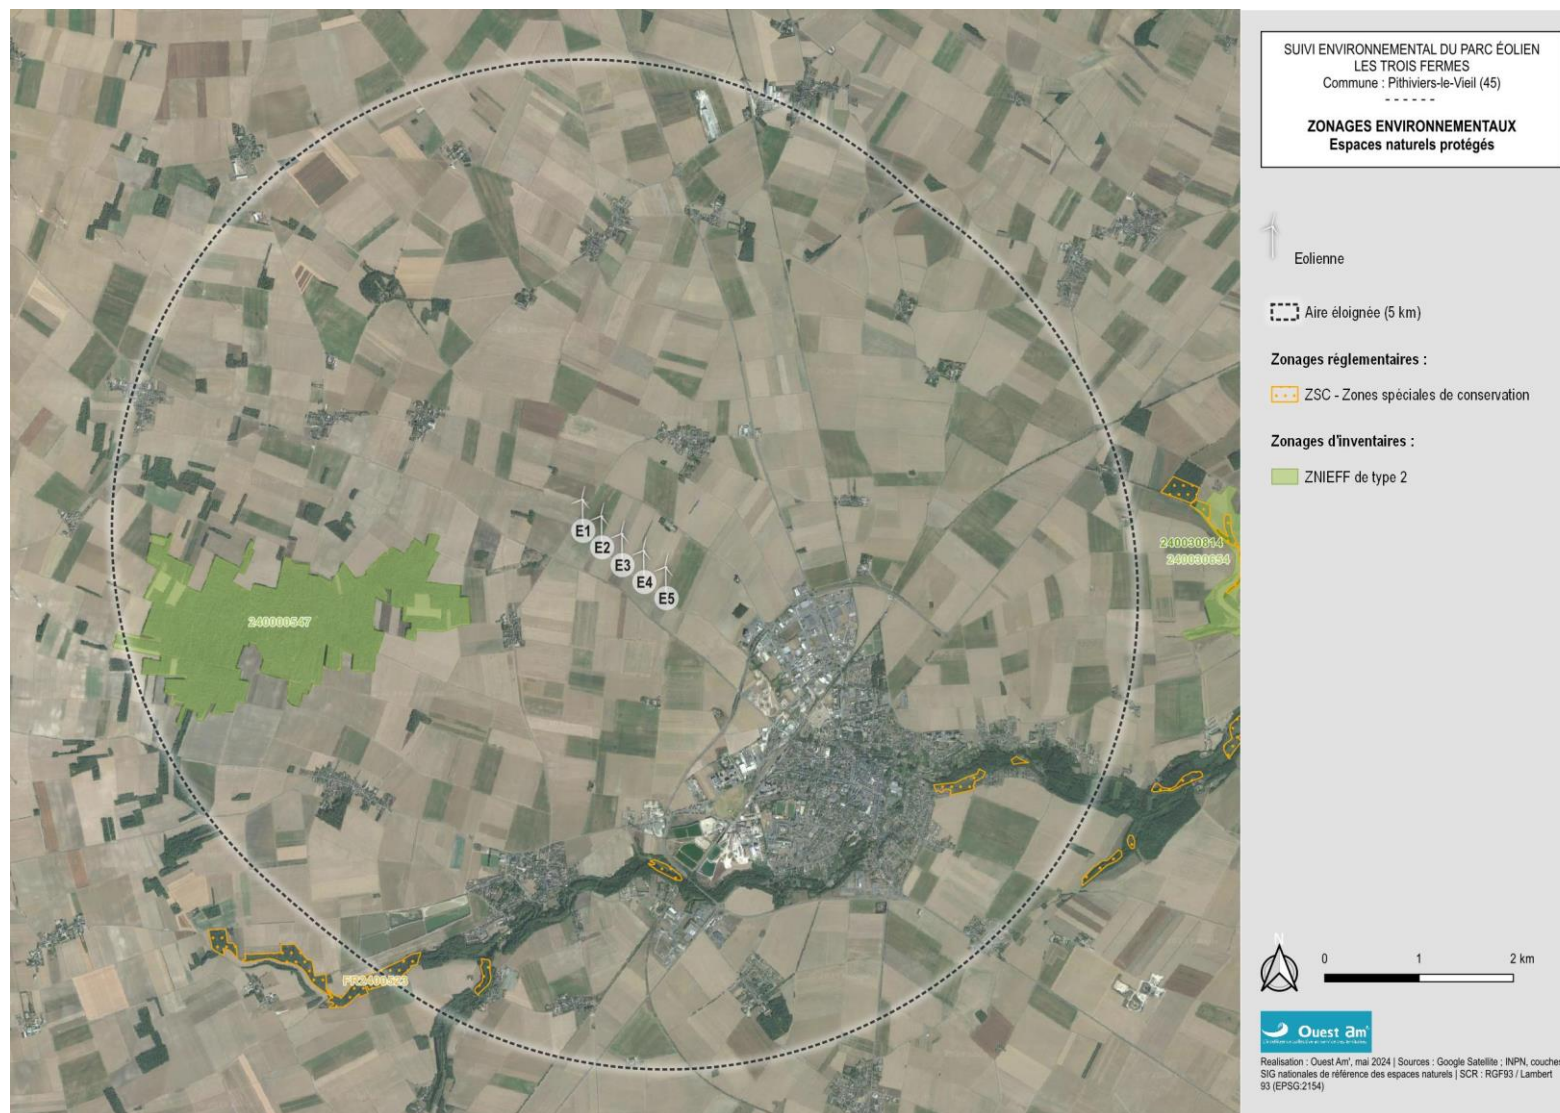 SUIVI ENVIRONNEMENTAL DU PARC ÉOLIEN
LES TROIS FERMES
Commune : Pithiviers-le-Vieil (45)
------
ZONAGES ENVIRONNEMENTAUX
Espaces naturels protégés
Eolienne
Aire éloignée (5 km)
Zonages réglementaires :
ZSC - Zones spéciales de conservation
Zonages d'inventaires :
ZNIEFF de type 2
E1
E2
E3
E4
E5
240030814
240030654
240000547
FR2400523
N
0 1 2 km
Ouest am'
Realisation : Ouest Am', mai 2024 | Sources : Google Satellite ; INPN, couches
SIG nationales de référence des espaces naturels | SCR : RGF93 / Lambert
93 (EPSG:2154)